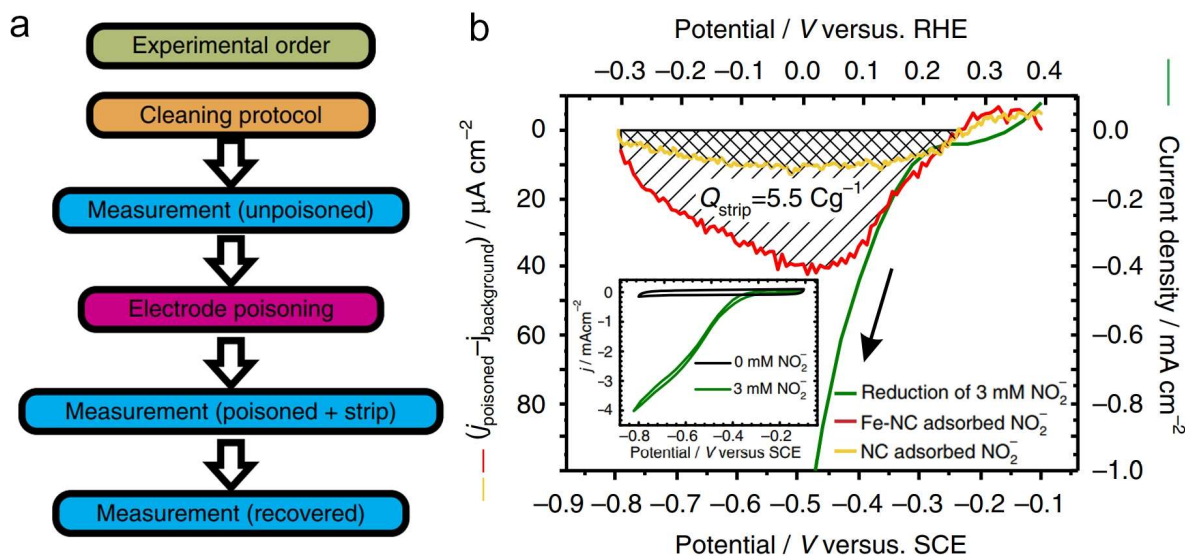 a
Experimental order
Cleaning protocol
Measurement (unpoisoned)
Electrode poisoning
Measurement (poisoned + strip)
Measurement (recovered)
b
Potential / V versus. RHE
−0.3 −0.2 −0.1 0.0 0.1 0.2 0.3 0.4
0
20
40
60
80
(j_poisoned−j_background) / µA cm⁻²
Q_strip=5.5 Cg⁻¹
0.0
−0.2
−0.4
−0.6
−0.8
−1.0
Current density / mA cm⁻²
0
−1
−2
−3
−4
j / mAcm⁻²
0 mM NO₂⁻
3 mM NO₂⁻
−0.8 −0.6 −0.4 −0.2
Potential / V versus SCE
Reduction of 3 mM NO₂⁻
Fe-NC adsorbed NO₂⁻
NC adsorbed NO₂⁻
−0.9 −0.8 −0.7 −0.6 −0.5 −0.4 −0.3 −0.2 −0.1
Potential / V versus. SCE